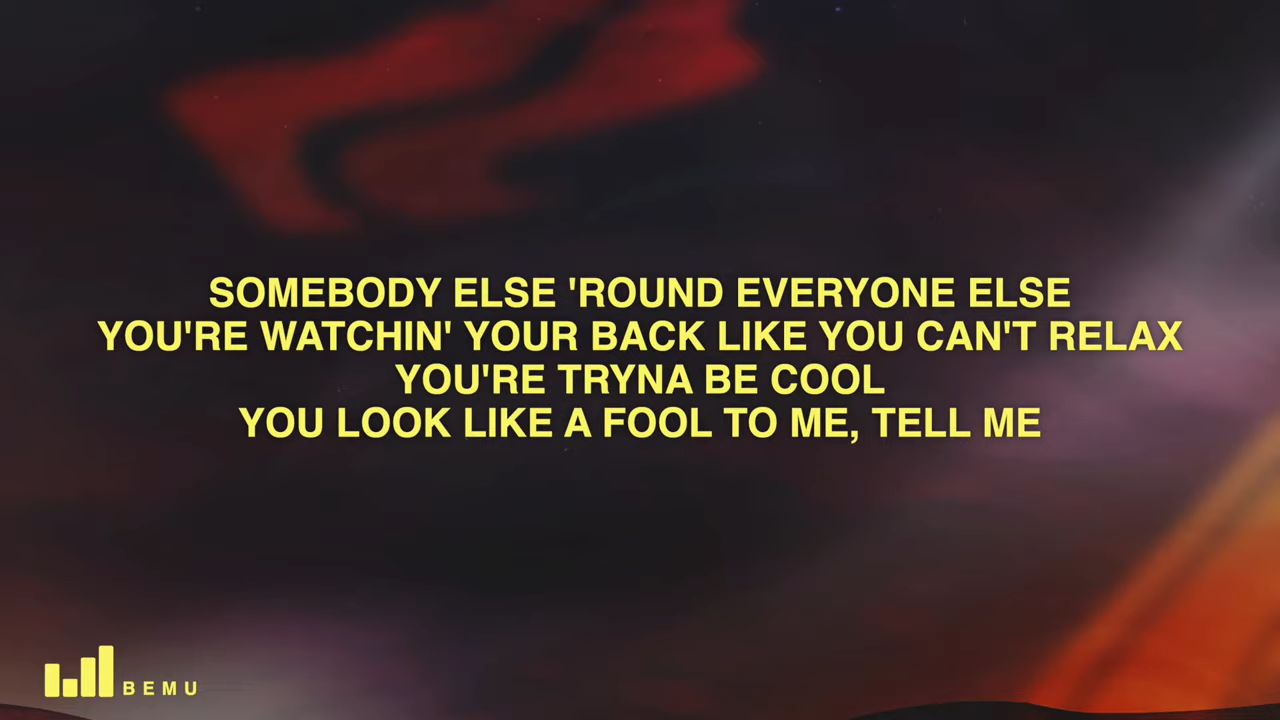 SOMEBODY ELSE 'ROUND EVERYONE ELSE
YOU'RE WATCHIN' YOUR BACK LIKE YOU CAN'T RELAX
YOU'RE TRYNA BE COOL
YOU LOOK LIKE A FOOL TO ME, TELL ME
BEMU